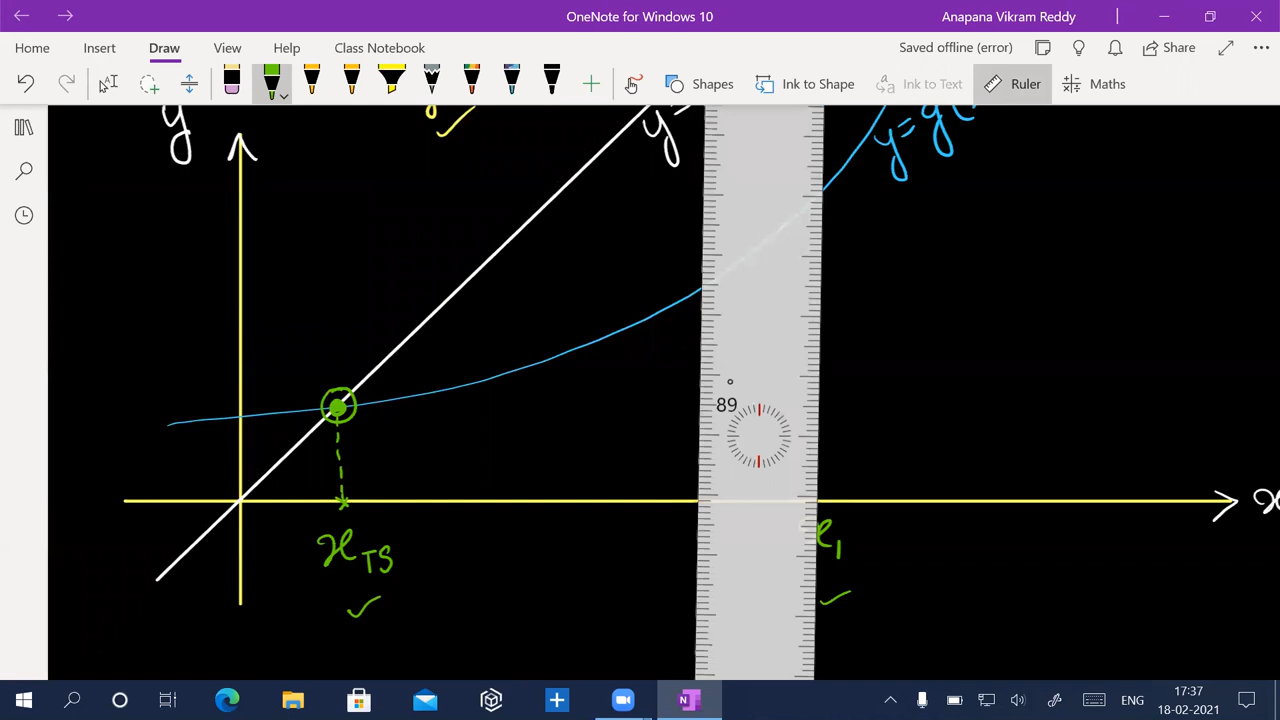 OneNote for Windows 10
Anapana Vikram Reddy
Home Insert Draw View Help Class Notebook
Saved offline (error) Share
Shapes Ink to Shape Ink to Text Ruler Maths
y
y=
y=g(
89°
x
x_TS
1
ENG
17:37
18-02-2021